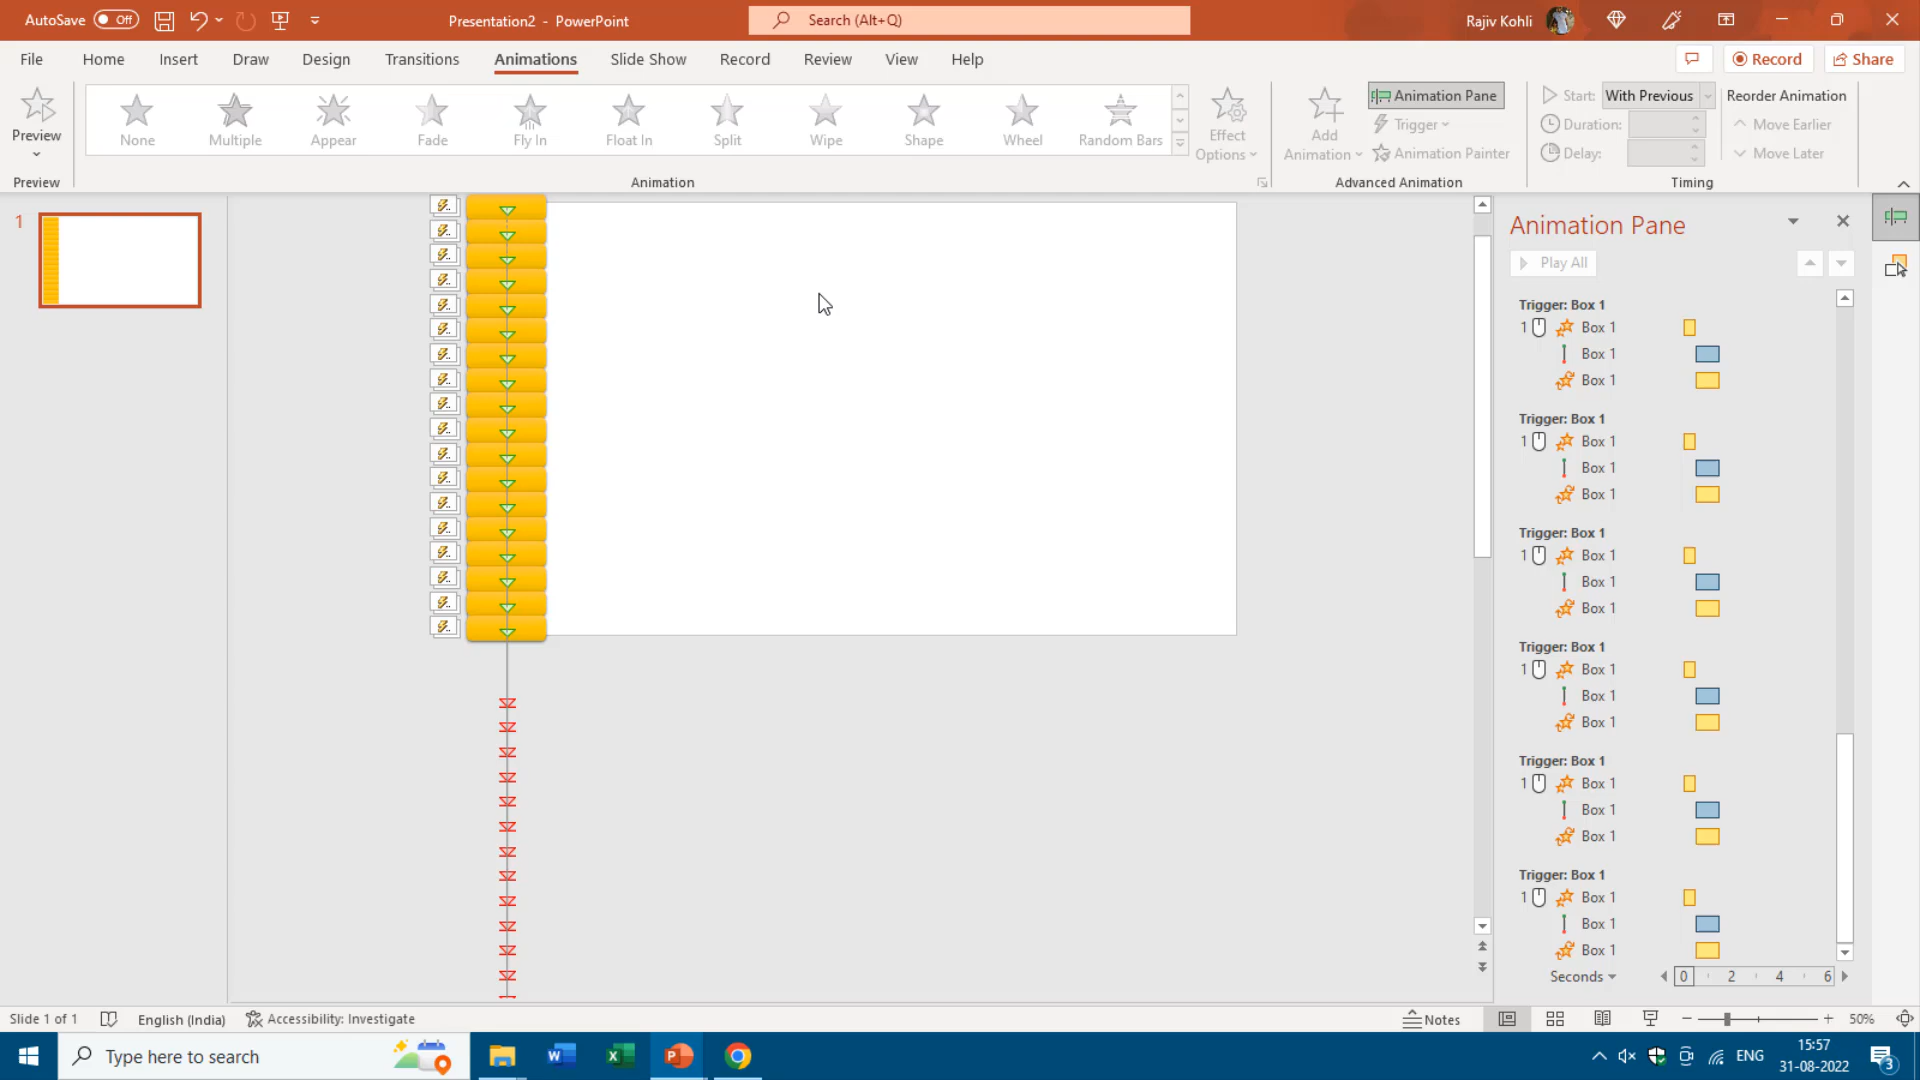 AutoSave Off Presentation2 - PowerPoint Search (Alt+Q) Rajiv Kohli
File Home Insert Draw Design Transitions Animations Slide Show Record Review View Help Record Share
Preview None Multiple Appear Fade Fly In Float In Split Wipe Shape Wheel Random Bars Effect Options Add Animation Animation Pane Trigger Animation Painter Start: With Previous Duration: Delay: Reorder Animation Move Earlier Move Later
Preview Animation Advanced Animation Timing
1
Animation Pane
Play All
Trigger: Box 1
1 Box 1
Box 1
Box 1
Trigger: Box 1
1 Box 1
Box 1
Box 1
Trigger: Box 1
1 Box 1
Box 1
Box 1
Trigger: Box 1
1 Box 1
Box 1
Box 1
Trigger: Box 1
1 Box 1
Box 1
Box 1
Trigger: Box 1
1 Box 1
Box 1
Box 1
Seconds 0 2 4 6
Slide 1 of 1 English (India) Accessibility: Investigate Notes 50%
Type here to search ENG 15:57
31-08-2022 3